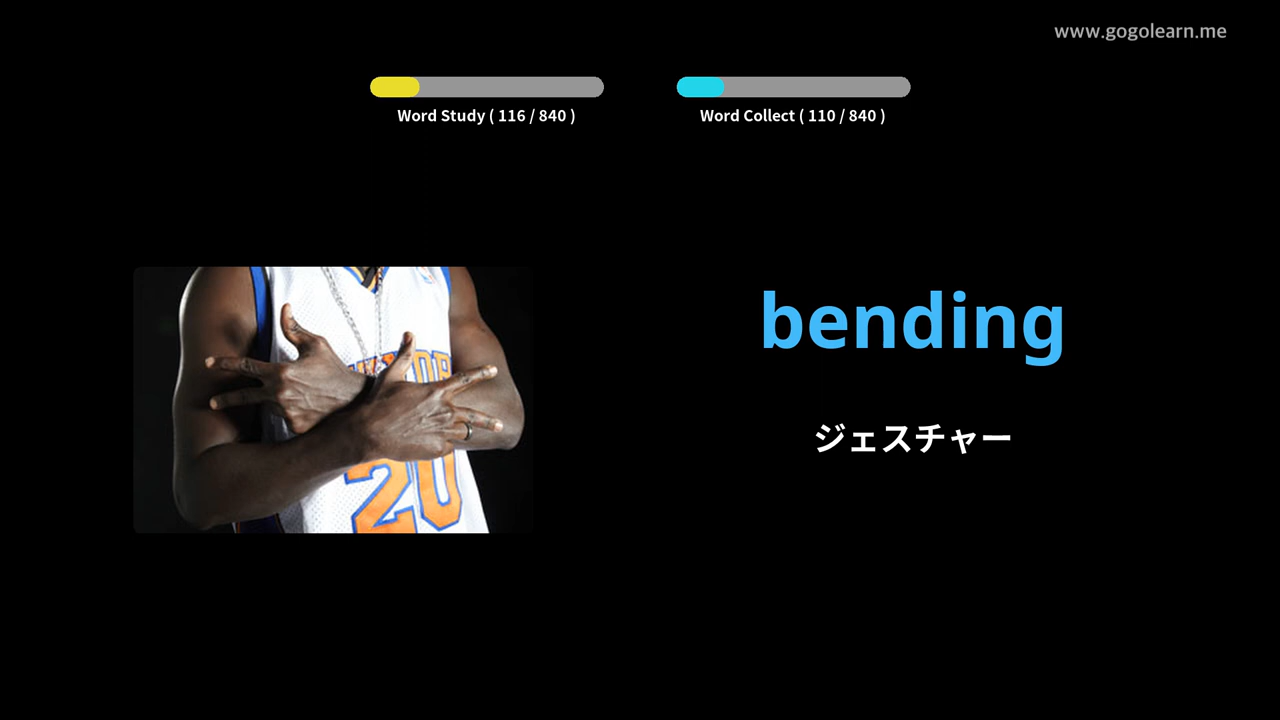 www.gogolearn.me
Word Study ( 116 / 840 )
Word Collect ( 110 / 840 )
bending
ジェスチャー
20